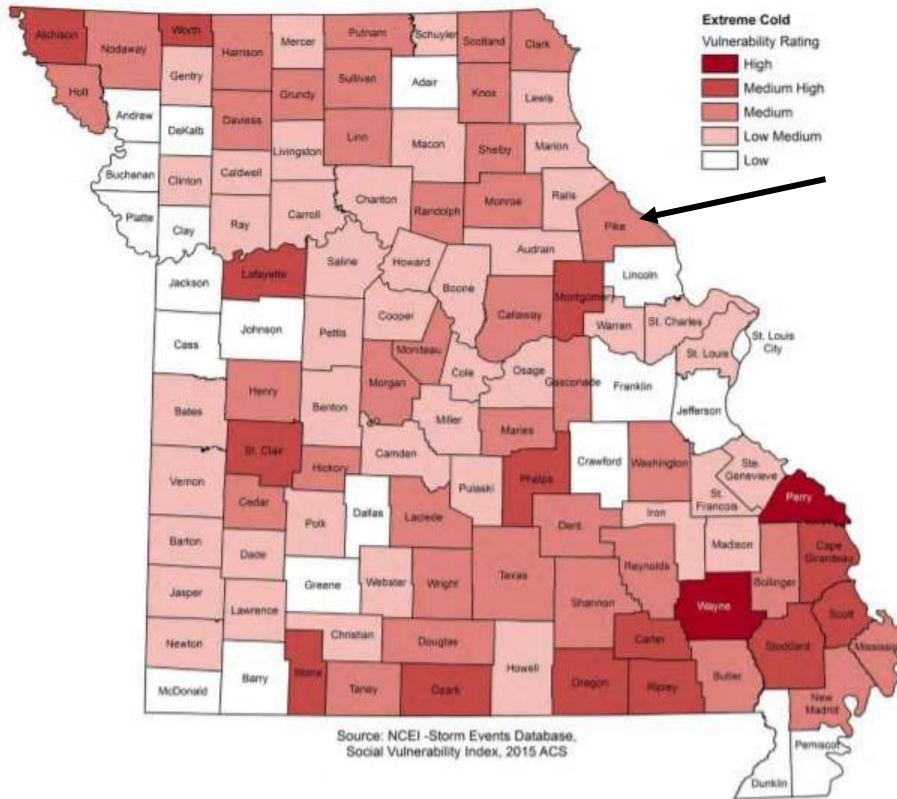 Extreme Cold
Vulnerability Rating
High
Medium High
Medium
Low Medium
Low
Atchison
Nodaway
Worth
Harrison
Mercer
Putnam
Schuyler
Scotland
Clark
Holt
Gentry
Andrew
DeKalb
Daviess
Grundy
Sullivan
Adair
Knox
Lewis
Buchanan
Clinton
Caldwell
Livingston
Linn
Macon
Shelby
Marion
Platte
Clay
Ray
Carroll
Chariton
Randolph
Monroe
Ralls
Pike
Audrain
Jackson
Lafayette
Saline
Howard
Boone
Callaway
Montgomery
Lincoln
Warren
St. Charles
St. Louis
St. Louis
City
Cass
Johnson
Pettis
Cooper
Moniteau
Cole
Osage
Gasconade
Franklin
Jefferson
Bates
Henry
Benton
Morgan
Miller
Maries
St. Clair
Hickory
Camden
Pulaski
Phelps
Crawford
Washington
St.
Francois
Ste.
Genevieve
Perry
Vernon
Cedar
Polk
Dallas
Laclede
Dent
Iron
Madison
Cape
Girardeau
Barton
Dade
Greene
Webster
Wright
Texas
Reynolds
Bollinger
Jasper
Lawrence
Christian
Douglas
Shannon
Wayne
Scott
Newton
Stone
Taney
Ozark
Howell
Carter
Oregon
Ripley
Butler
Stoddard
Mississippi
McDonald
Barry
New
Madrid
Pemiscot
Dunklin
Source: NCEI -Storm Events Database,
Social Vulnerability Index, 2015 ACS